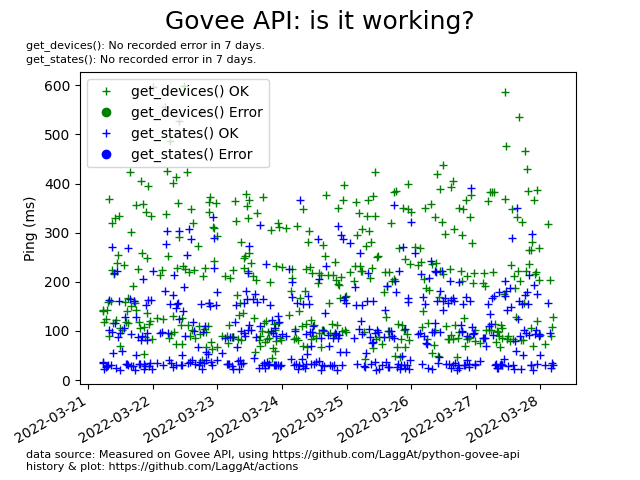 Govee API: is it working?
get_devices(): No recorded error in 7 days.
get_states(): No recorded error in 7 days.
600
500
400
300
200
100
0
Ping (ms)
get_devices() OK
get_devices() Error
get_states() OK
get_states() Error
2022-03-21
2022-03-22
2022-03-23
2022-03-24
2022-03-25
2022-03-26
2022-03-27
2022-03-28
data source: Measured on Govee API, using https://github.com/LaggAt/python-govee-api
history & plot: https://github.com/LaggAt/actions